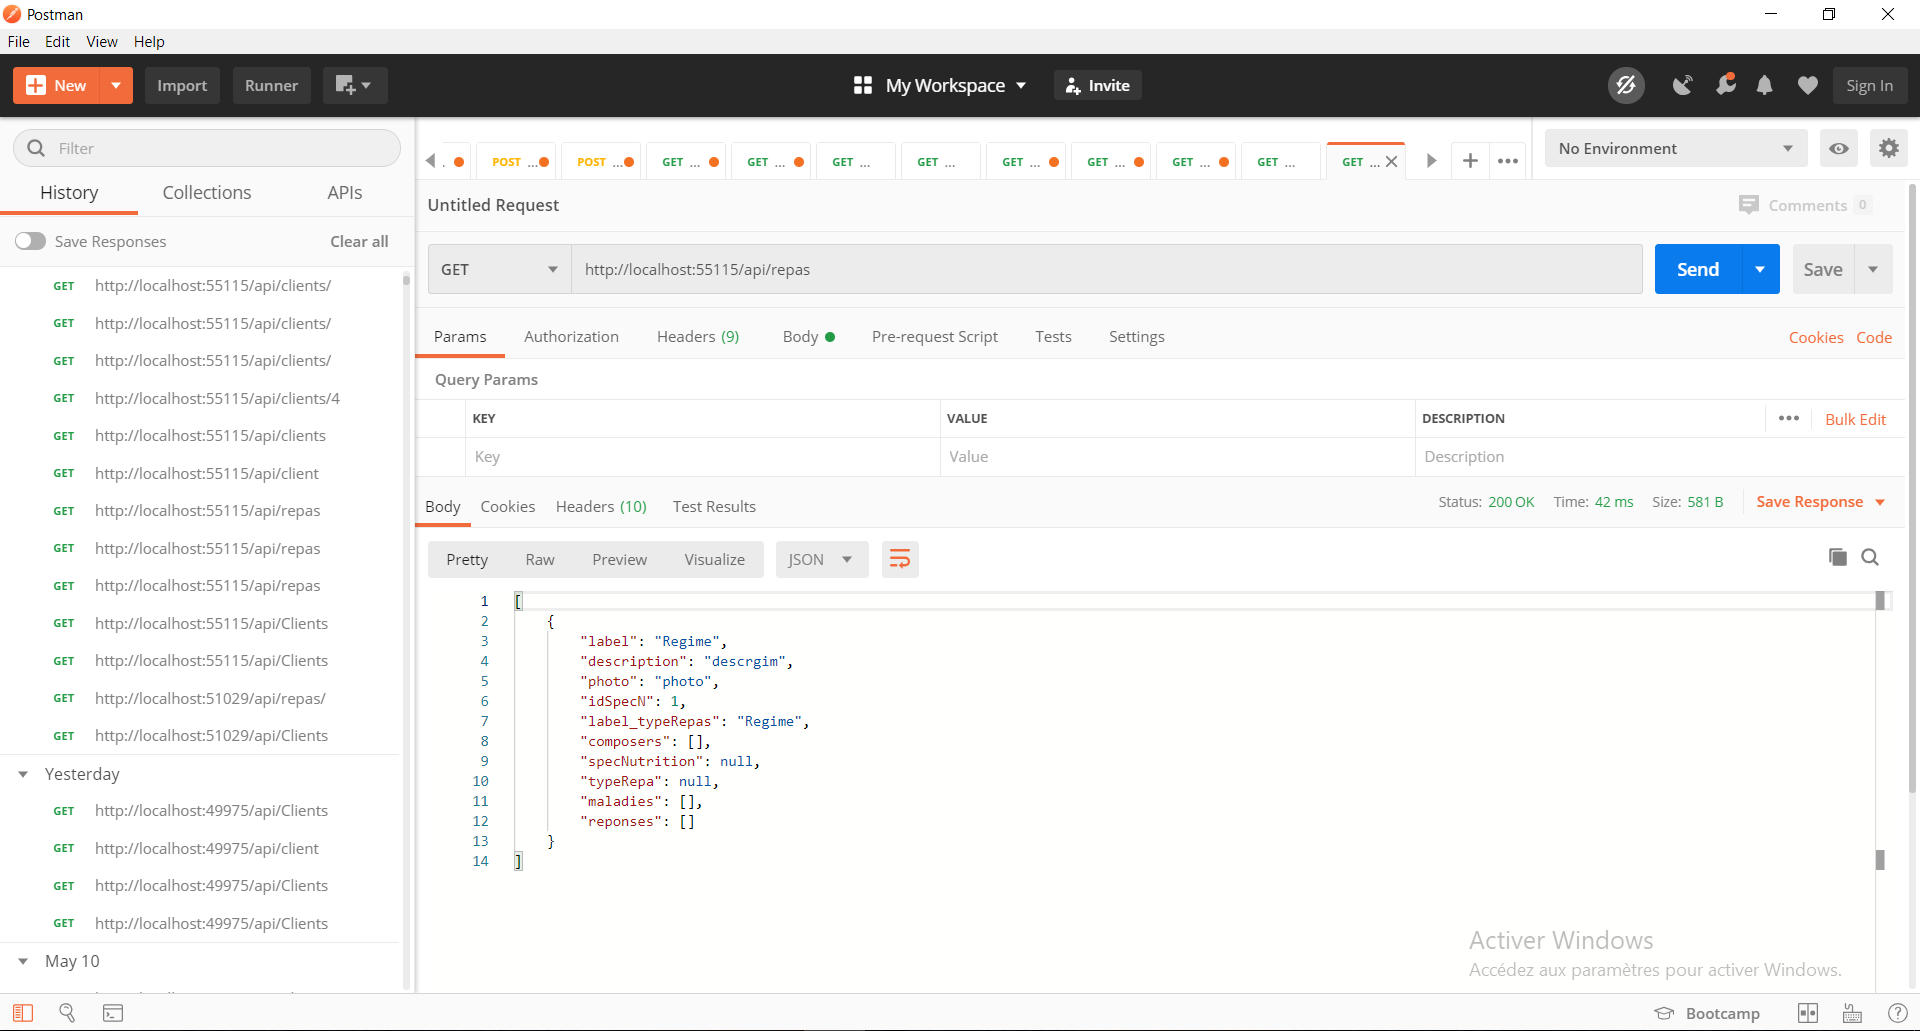 Postman
File Edit View Help
New Import Runner My Workspace Invite Sign In
Filter
History Collections APIs
Save Responses Clear all
GET http://localhost:55115/api/clients/
GET http://localhost:55115/api/clients/
GET http://localhost:55115/api/clients/
GET http://localhost:55115/api/clients/4
GET http://localhost:55115/api/clients
GET http://localhost:55115/api/client
GET http://localhost:55115/api/repas
GET http://localhost:55115/api/repas
GET http://localhost:55115/api/repas
GET http://localhost:55115/api/Clients
GET http://localhost:55115/api/Clients
GET http://localhost:51029/api/repas/
GET http://localhost:51029/api/Clients
Yesterday
GET http://localhost:49975/api/Clients
GET http://localhost:49975/api/client
GET http://localhost:49975/api/Clients
GET http://localhost:49975/api/Clients
May 10
. POST ... POST ... GET ... GET ... GET ... GET ... GET ... GET ... GET ... GET ... GET ...
No Environment
Untitled Request Comments 0
GET http://localhost:55115/api/repas Send Save
Params Authorization Headers (9) Body Pre-request Script Tests Settings Cookies Code
Query Params
KEY VALUE DESCRIPTION ••• Bulk Edit
Key Value Description
Body Cookies Headers (10) Test Results Status: 200 OK Time: 42 ms Size: 581 B Save Response
Pretty Raw Preview Visualize JSON
1 [
2 {
3 "label": "Regime",
4 "description": "descrgim",
5 "photo": "photo",
6 "idSpecN": 1,
7 "label_typeRepas": "Regime",
8 "composers": [],
9 "specNutrition": null,
10 "typeRepa": null,
11 "maladies": [],
12 "reponses": []
13 }
14 ]
Activer Windows
Accédez aux paramètres pour activer Windows.
Bootcamp